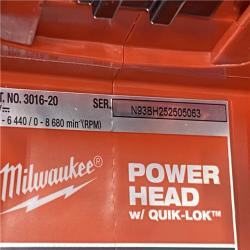 T. NO. 3016-20 SER. N93BH252505063
- 6 440 / 0 - 8 680 min⁻¹(RPM)
Milwaukee
POWER
HEAD
w/ QUIK-LOK™